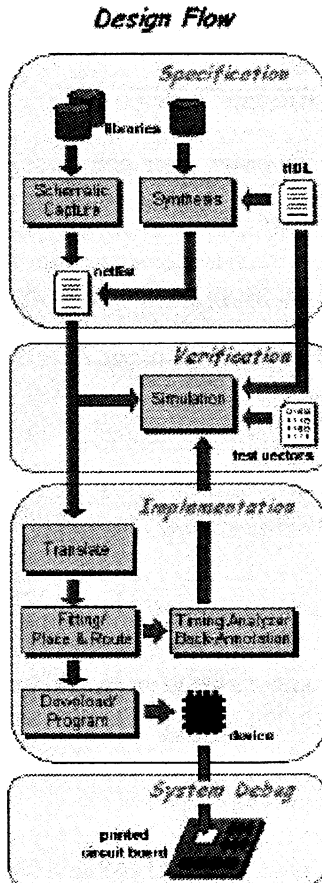 Design Flow
Specification
libraries
HDL
Schematic
Capture
Synthesis
netlist
Verification
Simulation
test vectors
Implementation
Translate
Fitting/
Place & Route
Timing Analyzer
Back-Annotation
Download/
Program
device
System Debug
printed
circuit board